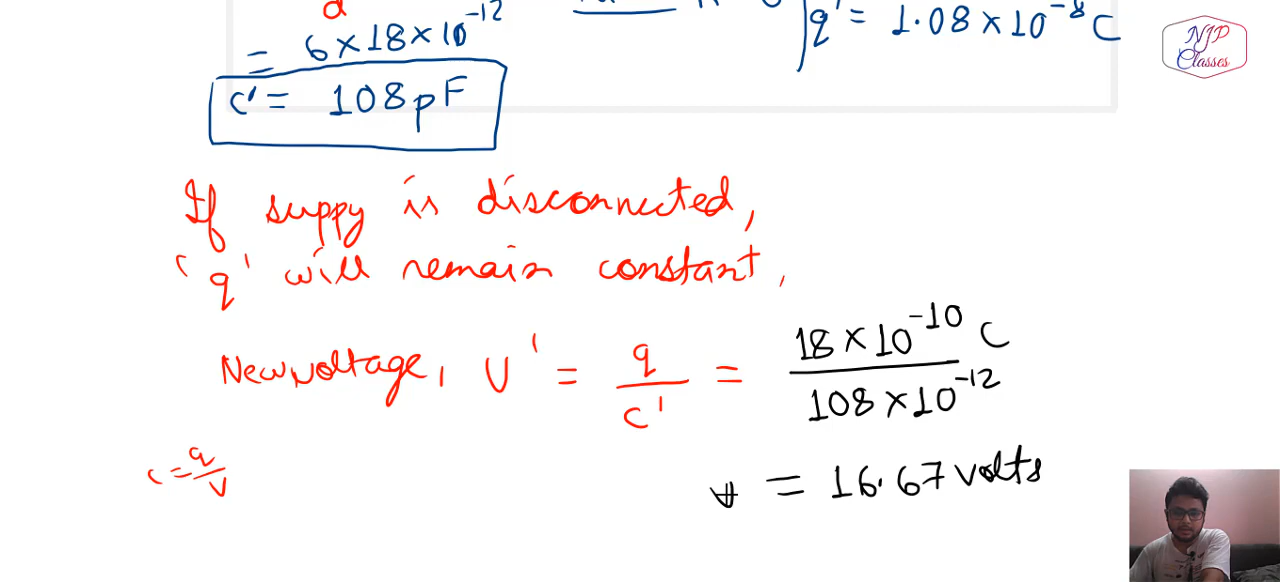 d
= 6 × 18 × 10⁻¹²
q' = 1.08 × 10⁻⁸ C
NJP
Classes
C' = 108 pF
If suppy is disconnected,
'q' will remain constant,
New voltage, V' = q/C' = 18 × 10⁻¹⁰ C / 108 × 10⁻¹²
C = q/V
= 16.67 volts